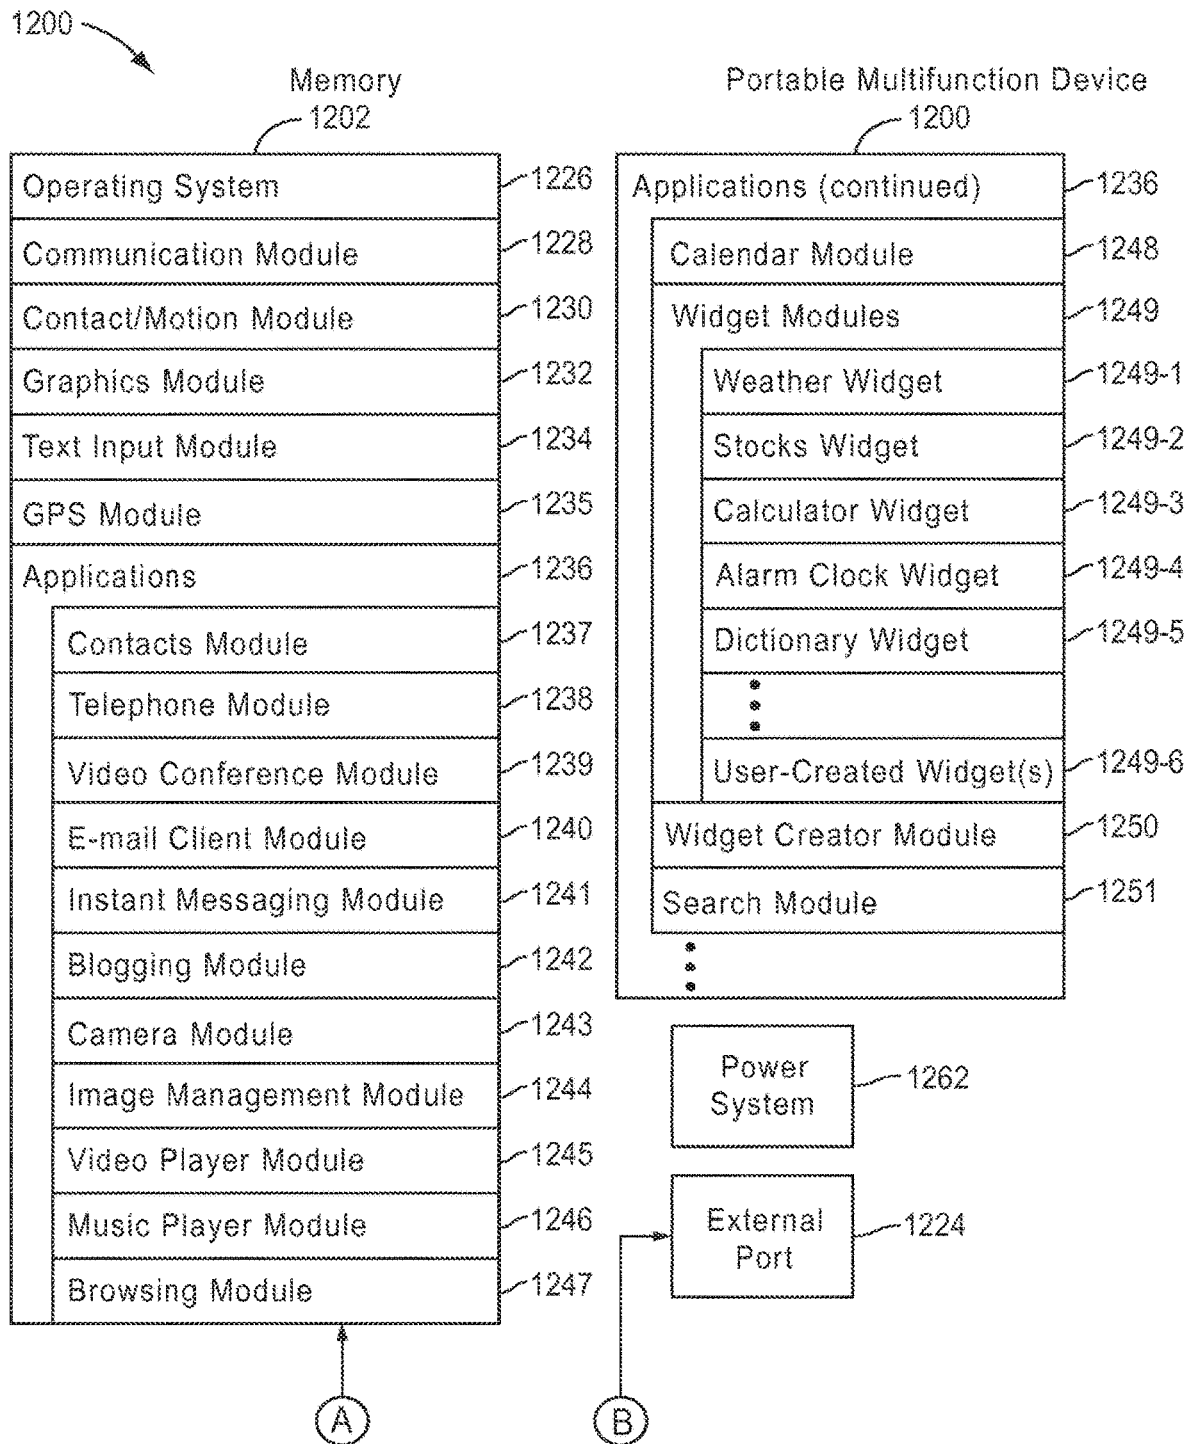 1200
Memory
1202
Operating System 1226
Communication Module 1228
Contact/Motion Module 1230
Graphics Module 1232
Text Input Module 1234
GPS Module 1235
Applications 1236
Contacts Module 1237
Telephone Module 1238
Video Conference Module 1239
E-mail Client Module 1240
Instant Messaging Module 1241
Blogging Module 1242
Camera Module 1243
Image Management Module 1244
Video Player Module 1245
Music Player Module 1246
Browsing Module 1247
A
Portable Multifunction Device
1200
Applications (continued) 1236
Calendar Module 1248
Widget Modules 1249
Weather Widget 1249-1
Stocks Widget 1249-2
Calculator Widget 1249-3
Alarm Clock Widget 1249-4
Dictionary Widget 1249-5
User-Created Widget(s) 1249-6
Widget Creator Module 1250
Search Module 1251
Power
System
1262
External
Port
1224
B